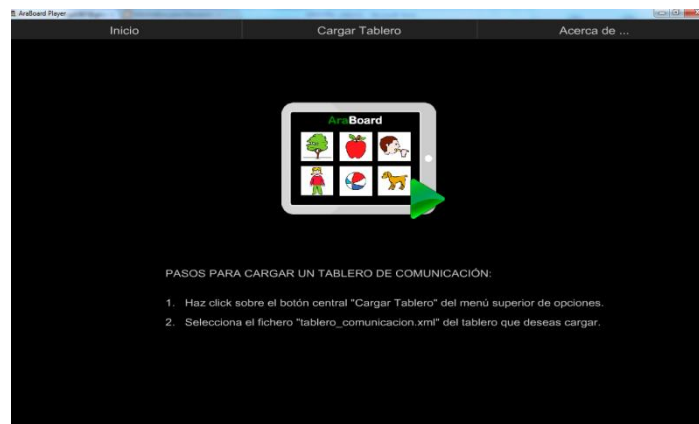 AraBoard Player
Inicio Cargar Tablero Acerca de ...
AraBoard
PASOS PARA CARGAR UN TABLERO DE COMUNICACIÓN:
1. Haz click sobre el botón central "Cargar Tablero" del menú superior de opciones.
2. Selecciona el fichero "tablero_comunicacion.xml" del tablero que deseas cargar.